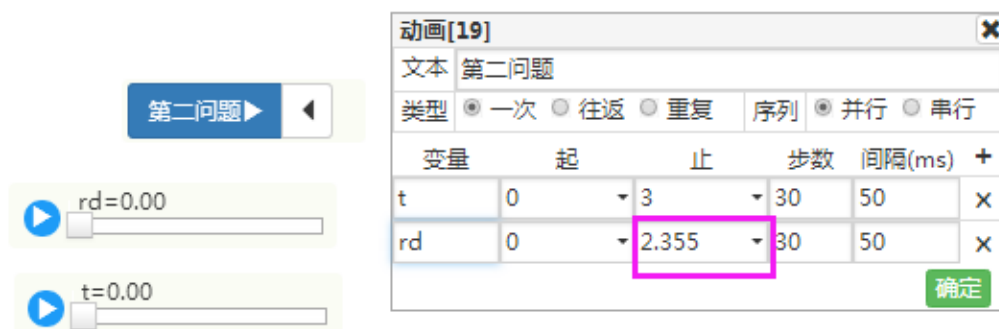 第二问题▶ ◀
rd=0.00
t=0.00
动画[19] ✖
文本 第二问题
类型 一次 往返 重复 序列 并行 串行
变量 起 止 步数 间隔(ms) +
t 0 3 30 50 ×
rd 0 2.355 30 50 ×
确定